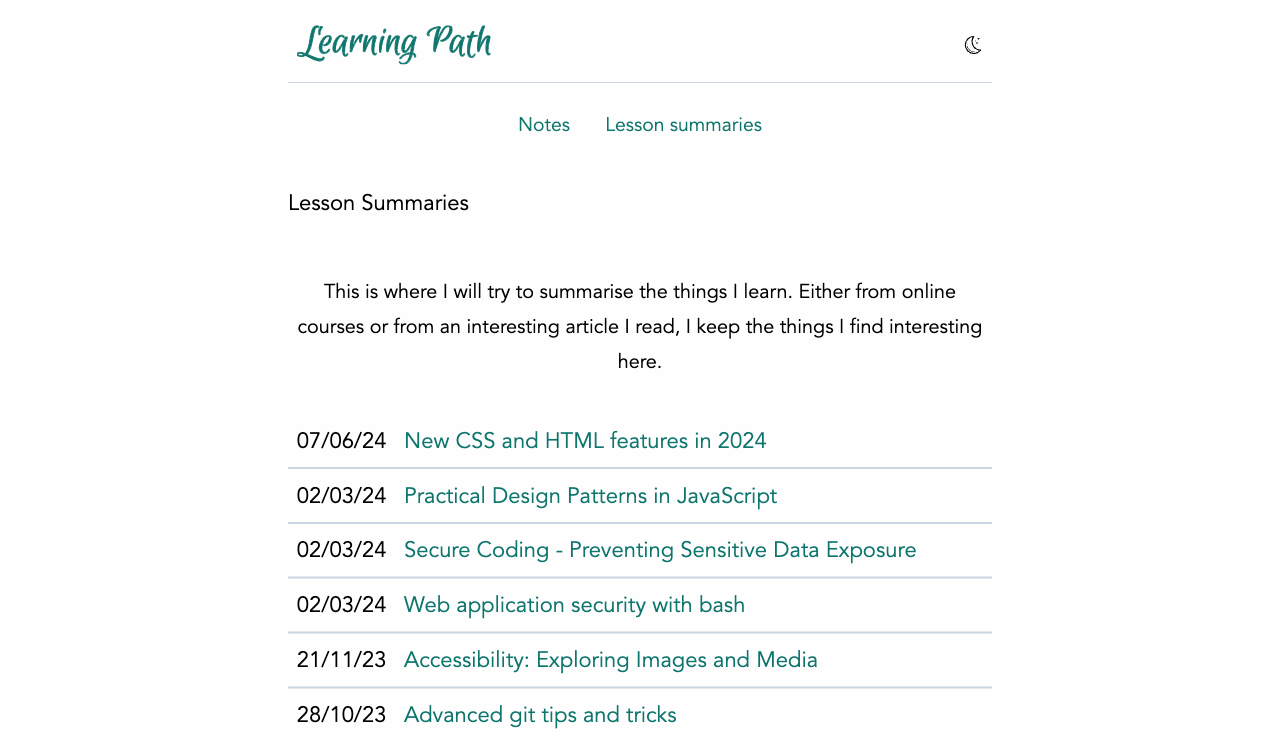 Learning Path
Notes Lesson summaries
Lesson Summaries
This is where I will try to summarise the things I learn. Either from online
courses or from an interesting article I read, I keep the things I find interesting
here.
07/06/24 New CSS and HTML features in 2024
02/03/24 Practical Design Patterns in JavaScript
02/03/24 Secure Coding - Preventing Sensitive Data Exposure
02/03/24 Web application security with bash
21/11/23 Accessibility: Exploring Images and Media
28/10/23 Advanced git tips and tricks